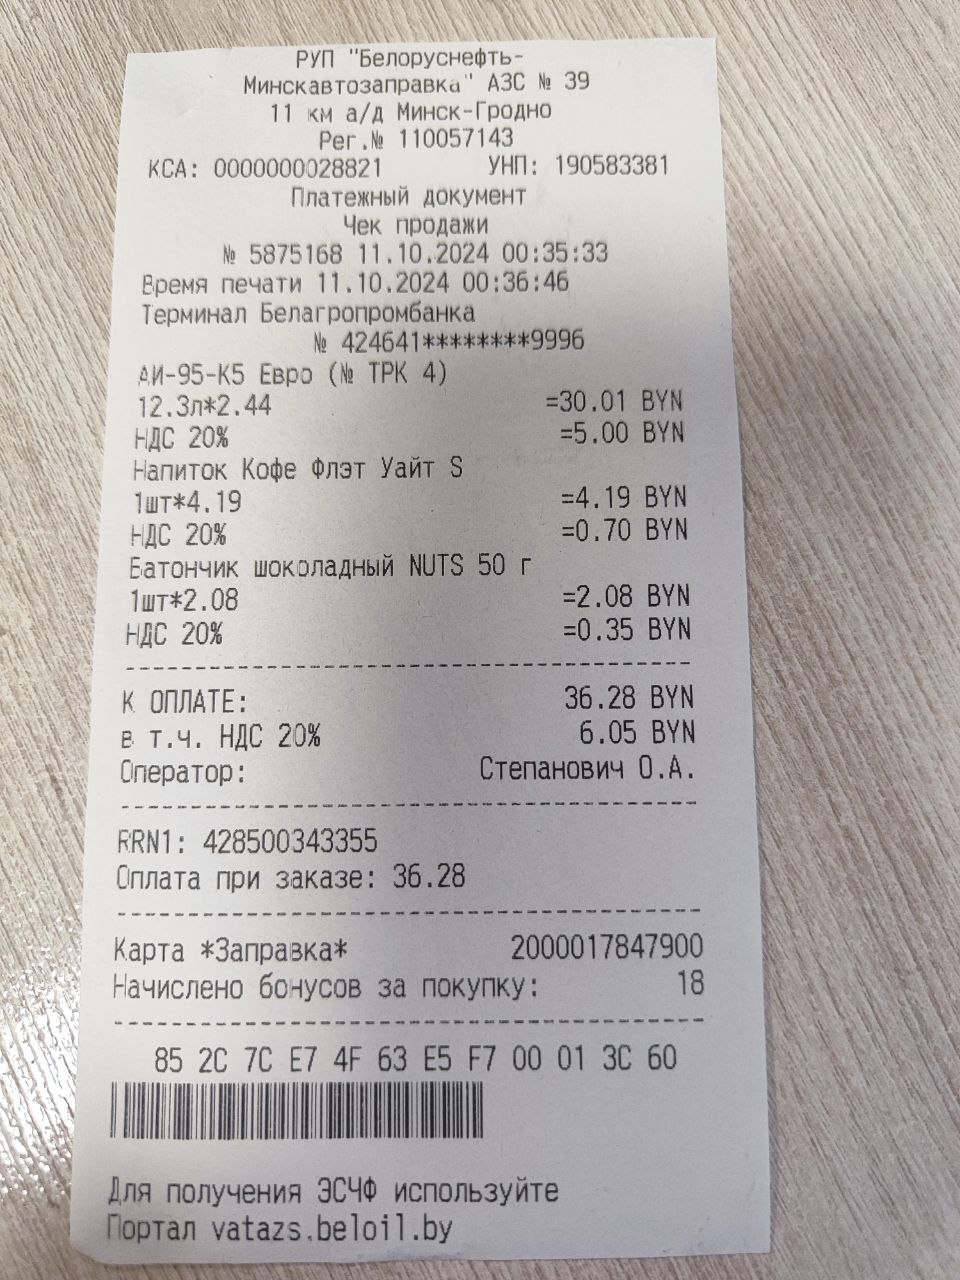 РУП "Белоруснефть-
Минскавтозаправка" АЗС № 39
11 км а/д Минск-Гродно
Рег.№ 110057143
КСА: 0000000028821 УНП: 190583381
Платежный документ
Чек продажи
№ 5875168 11.10.2024 00:35:33
Время печати 11.10.2024 00:36:46
Терминал Белагропромбанка
№ 424641********9996
АИ-95-К5 Евро (№ ТРК 4)
12.3л*2.44 =30.01 BYN
НДС 20% =5.00 BYN
Напиток Кофе Флэт Уайт S
1шт*4.19 =4.19 BYN
НДС 20% =0.70 BYN
Батончик шоколадный NUTS 50 г
1шт*2.08 =2.08 BYN
НДС 20% =0.35 BYN
К ОПЛАТЕ: 36.28 BYN
в т.ч. НДС 20% 6.05 BYN
Оператор: Степанович О.А.
RRN1: 428500343355
Оплата при заказе: 36.28
Карта *Заправка* 2000017847900
Начислено бонусов за покупку: 18
85 2C 7C E7 4F 63 E5 F7 00 01 3C 60
Для получения ЭСЧФ используйте
Портал vatazs.beloil.by